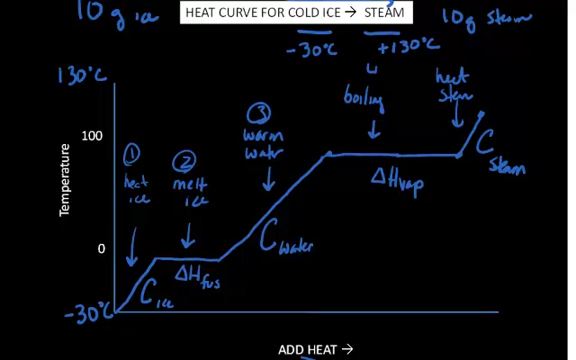 10 g ice
HEAT CURVE FOR COLD ICE → STEAM
10g steam
-30°C
+130°C
130°C
boiling
heat
steam
100
③
warm
water
①
heat
ice
②
melt
ice
Temperature
C steam
ΔHvap
0
C water
ΔHfus
C ice
-30°C
ADD HEAT →